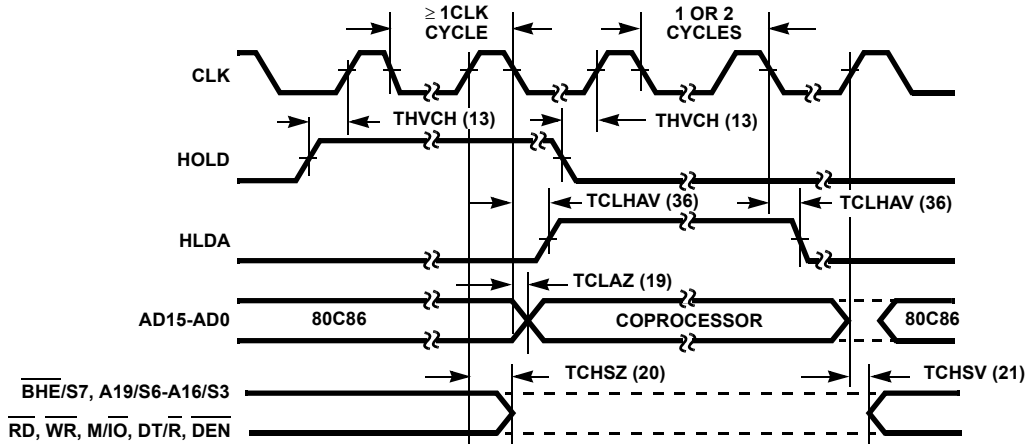 ≥ 1CLK
CYCLE
1 OR 2
CYCLES
CLK
THVCH (13)
THVCH (13)
HOLD
TCLHAV (36)
TCLHAV (36)
HLDA
TCLAZ (19)
AD15-AD0
80C86
COPROCESSOR
80C86
TCHSZ (20)
TCHSV (21)
BHE/S7, A19/S6-A16/S3
RD, WR, M/IO, DT/R, DEN